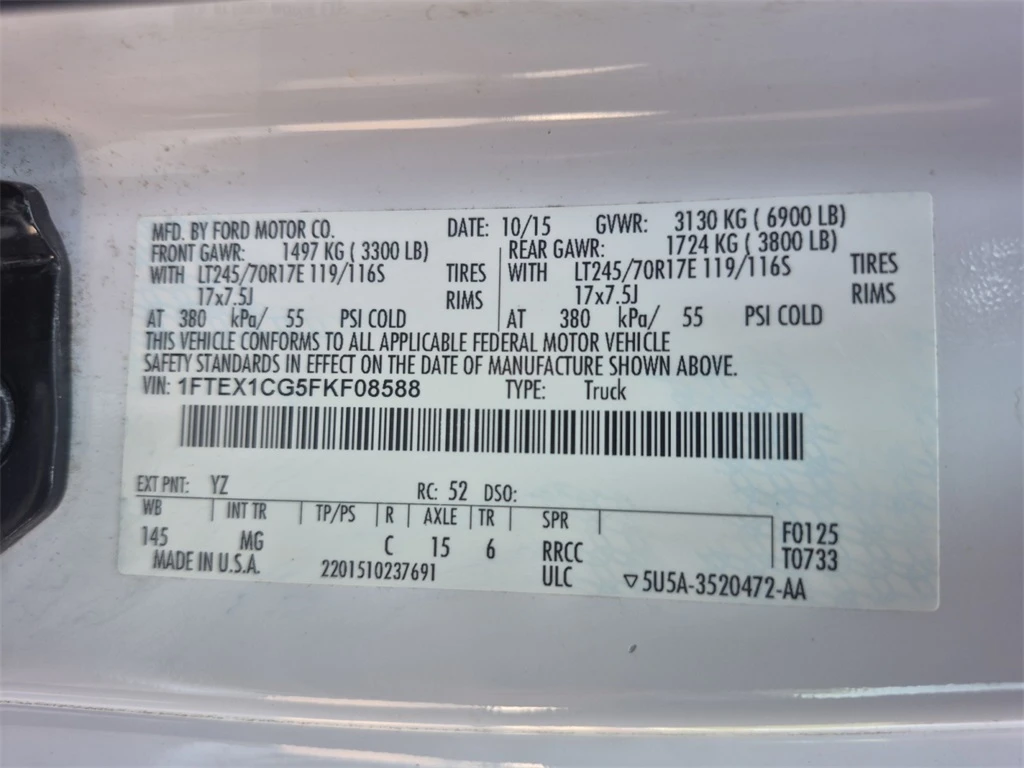 MFD. BY FORD MOTOR CO. DATE: 10/15 GVWR: 3130 KG ( 6900 LB)
FRONT GAWR: 1497 KG ( 3300 LB) REAR GAWR: 1724 KG ( 3800 LB)
WITH LT245/70R17E 119/116S TIRES WITH LT245/70R17E 119/116S TIRES
17x7.5J RIMS 17x7.5J RIMS
AT 380 kPa/ 55 PSI COLD AT 380 kPa/ 55 PSI COLD
THIS VEHICLE CONFORMS TO ALL APPLICABLE FEDERAL MOTOR VEHICLE
SAFETY STANDARDS IN EFFECT ON THE DATE OF MANUFACTURE SHOWN ABOVE.
VIN: 1FTEX1CG5FKF08588 TYPE: Truck
EXT PNT: YZ RC: 52 DSO:
WB INT TR TP/PS R AXLE TR SPR F0125
145 MG C 15 6 RRCC T0733
MADE IN U.S.A. 2201510237691 ULC ▽5U5A-3520472-AA